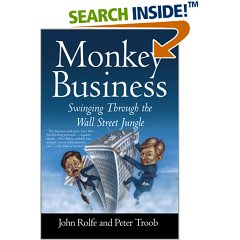 SEARCH INSIDE!™
Monkey
Business
Swinging Through the
Wall Street Jungle
John Rolfe and Peter Troob